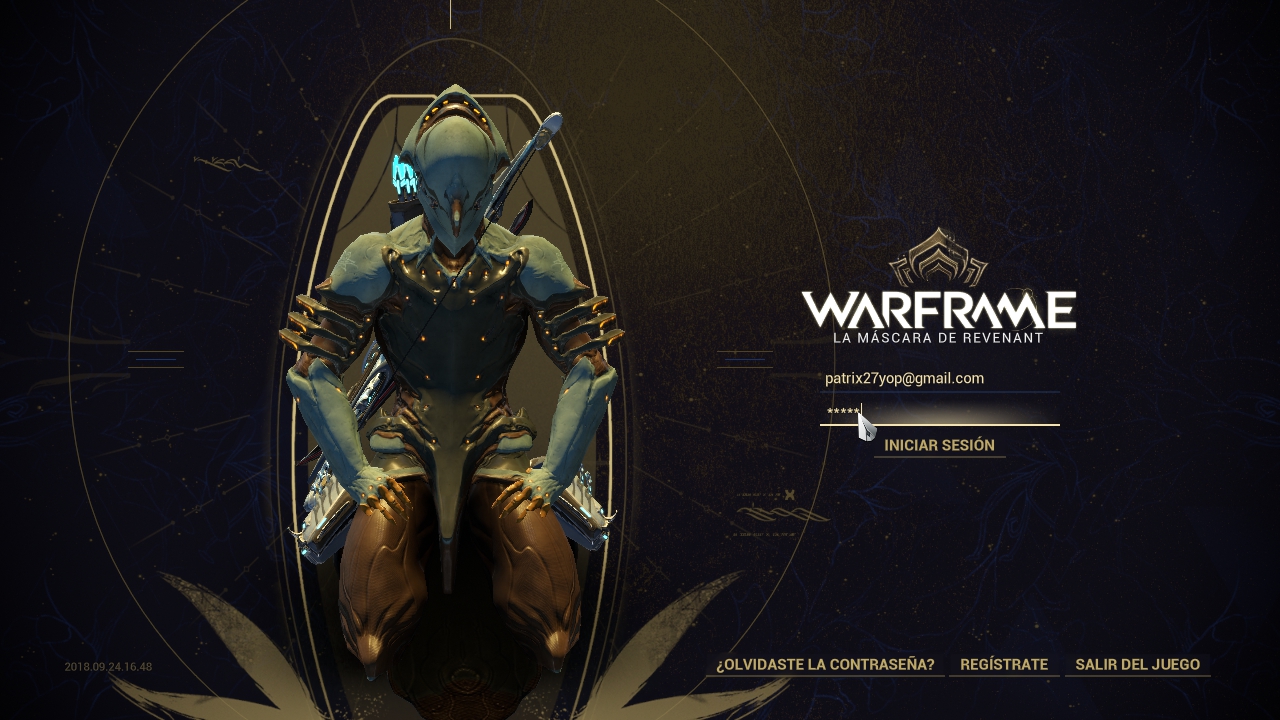 WARFRAME
LA MÁSCARA DE REVENANT
patrix27yop@gmail.com
*****
INICIAR SESIÓN
2018.09.24.16.48
¿OLVIDASTE LA CONTRASEÑA? REGÍSTRATE SALIR DEL JUEGO